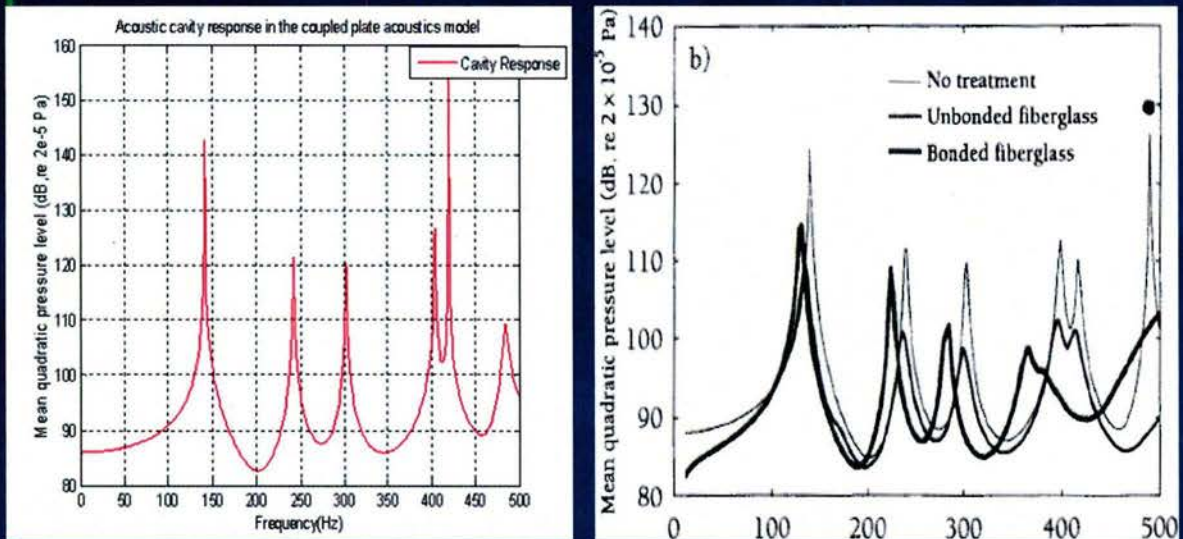 Acoustic cavity response in the coupled plate acoustics model
Mean quadratic pressure level (dB,re 2e-5 Pa)
160
150
140
130
120
110
100
90
80
Cavity Response
0 50 100 150 200 250 300 350 400 450 500
Frequency(Hz)
Mean quadratic pressure level (dB, re 2 × 10⁻⁵ Pa)
140
130
120
110
100
90
80
b)
No treatment
Unbonded fiberglass
Bonded fiberglass
0 100 200 300 400 500